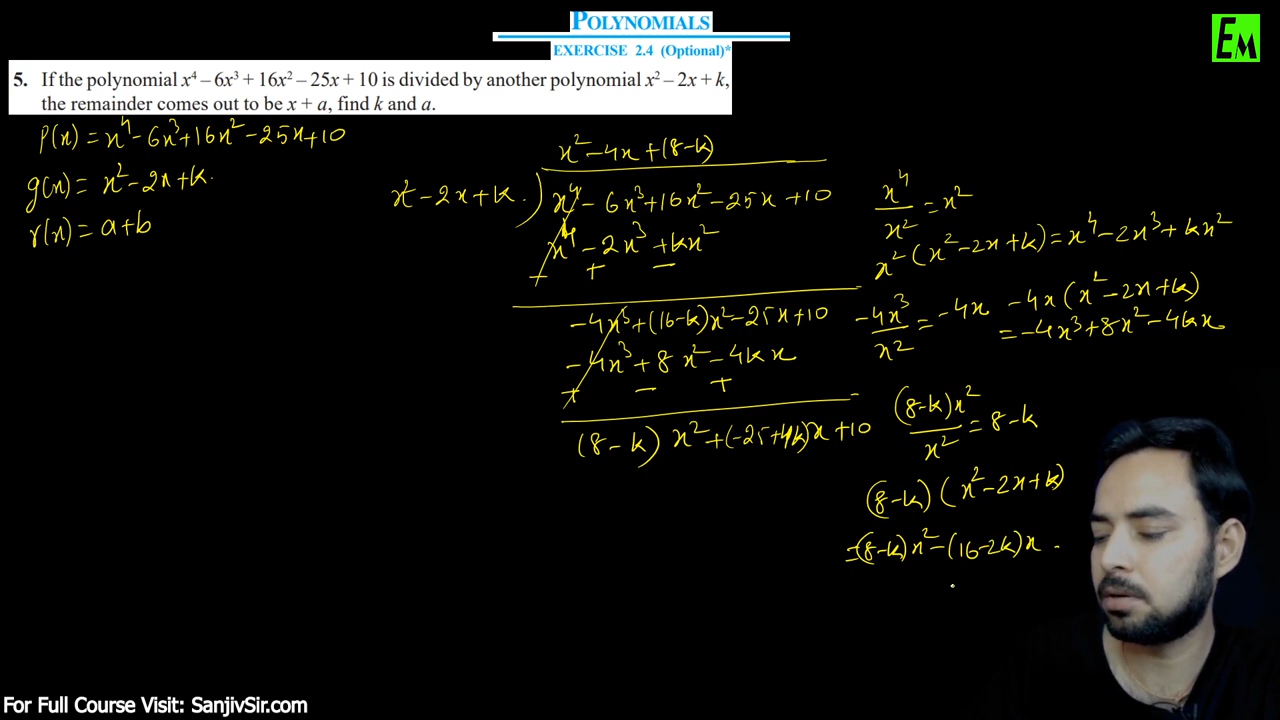 POLYNOMIALS
EXERCISE 2.4 (Optional)*
EM
5. If the polynomial x⁴ – 6x³ + 16x² – 25x + 10 is divided by another polynomial x² – 2x + k,
the remainder comes out to be x + a, find k and a.
p(x) = x⁴ - 6x³ + 16x² - 25x + 10
g(x) = x² - 2x + k.
r(x) = a + b
x² - 4x + (8-k)
x² - 2x + k. ) x⁴ - 6x³ + 16x² - 25x + 10
x⁴ - 2x³ + kx²
- + -
-4x³ + (16-k)x² - 25x + 10
-4x³ + 8x² - 4kx
+ - +
(8-k) x² + (-25+4k)x + 10
x⁴/x² = x²
x² (x² - 2x + k) = x⁴ - 2x³ + kx²
-4x³/x² = -4x
-4x (x² - 2x + k)
= -4x³ + 8x² - 4kx
(8-k)x²/x² = 8-k
(8-k) (x² - 2x + k)
= (8-k)x² - (16-2k)x .
For Full Course Visit: SanjivSir.com